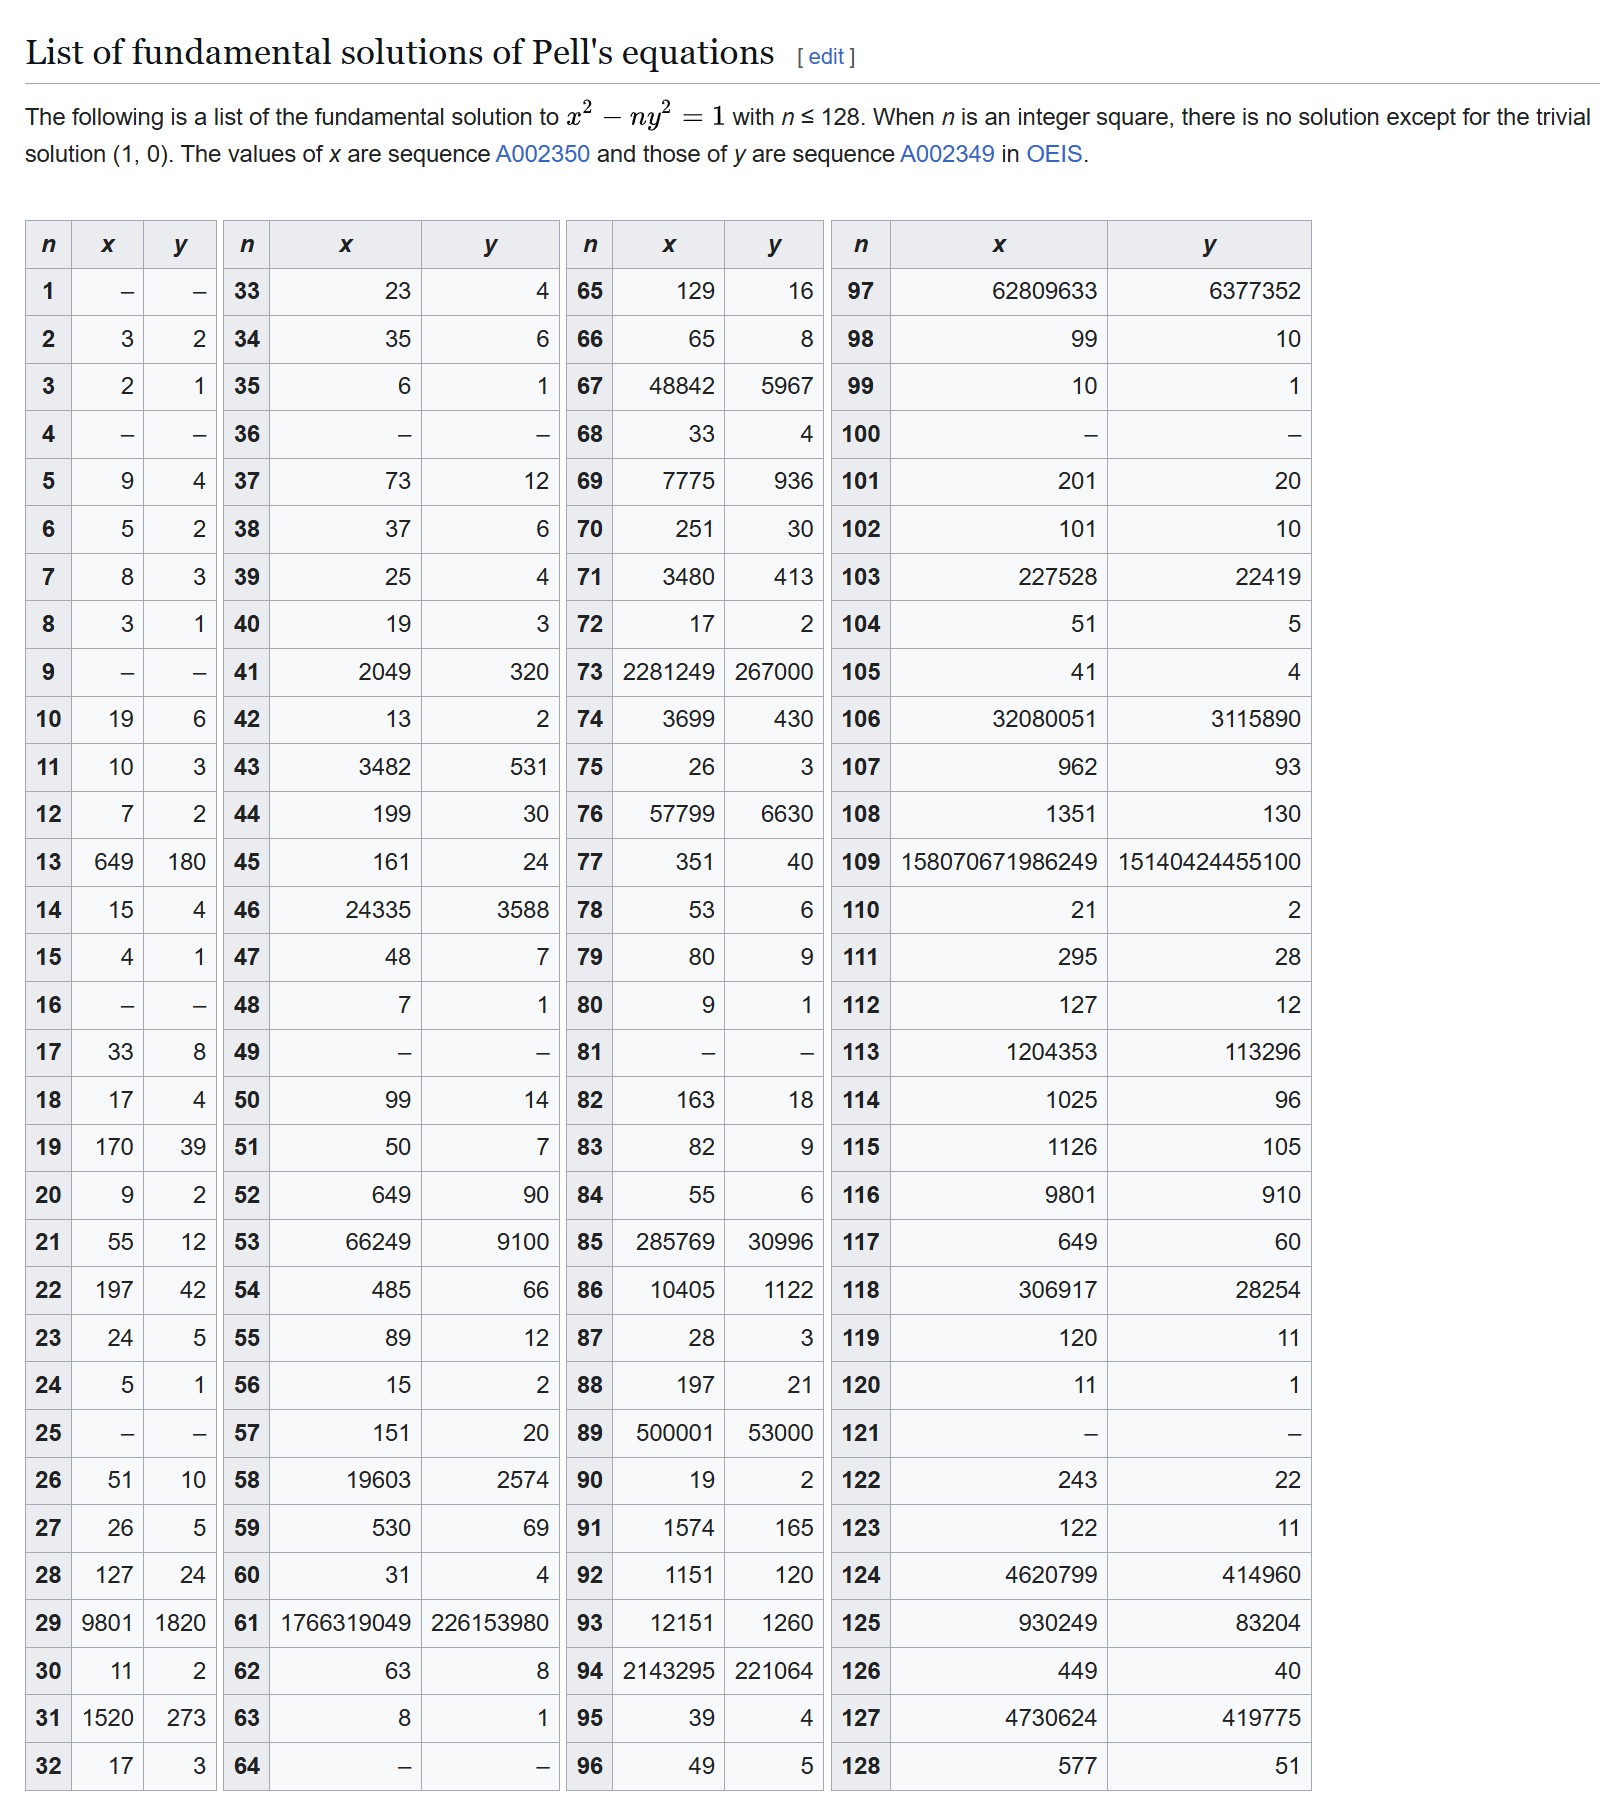 List of fundamental solutions of Pell's equations [ edit ]
The following is a list of the fundamental solution to x² − ny² = 1 with n ≤ 128. When n is an integer square, there is no solution except for the trivial
solution (1, 0). The values of x are sequence A002350 and those of y are sequence A002349 in OEIS.
n x y n x y n x y n x y
1 – – 33 23 4 65 129 16 97 62809633 6377352
2 3 2 34 35 6 66 65 8 98 99 10
3 2 1 35 6 1 67 48842 5967 99 10 1
4 – – 36 – – 68 33 4 100 – –
5 9 4 37 73 12 69 7775 936 101 201 20
6 5 2 38 37 6 70 251 30 102 101 10
7 8 3 39 25 4 71 3480 413 103 227528 22419
8 3 1 40 19 3 72 17 2 104 51 5
9 – – 41 2049 320 73 2281249 267000 105 41 4
10 19 6 42 13 2 74 3699 430 106 32080051 3115890
11 10 3 43 3482 531 75 26 3 107 962 93
12 7 2 44 199 30 76 57799 6630 108 1351 130
13 649 180 45 161 24 77 351 40 109 158070671986249 15140424455100
14 15 4 46 24335 3588 78 53 6 110 21 2
15 4 1 47 48 7 79 80 9 111 295 28
16 – – 48 7 1 80 9 1 112 127 12
17 33 8 49 – – 81 – – 113 1204353 113296
18 17 4 50 99 14 82 163 18 114 1025 96
19 170 39 51 50 7 83 82 9 115 1126 105
20 9 2 52 649 90 84 55 6 116 9801 910
21 55 12 53 66249 9100 85 285769 30996 117 649 60
22 197 42 54 485 66 86 10405 1122 118 306917 28254
23 24 5 55 89 12 87 28 3 119 120 11
24 5 1 56 15 2 88 197 21 120 11 1
25 – – 57 151 20 89 500001 53000 121 – –
26 51 10 58 19603 2574 90 19 2 122 243 22
27 26 5 59 530 69 91 1574 165 123 122 11
28 127 24 60 31 4 92 1151 120 124 4620799 414960
29 9801 1820 61 1766319049 226153980 93 12151 1260 125 930249 83204
30 11 2 62 63 8 94 2143295 221064 126 449 40
31 1520 273 63 8 1 95 39 4 127 4730624 419775
32 17 3 64 – – 96 49 5 128 577 51